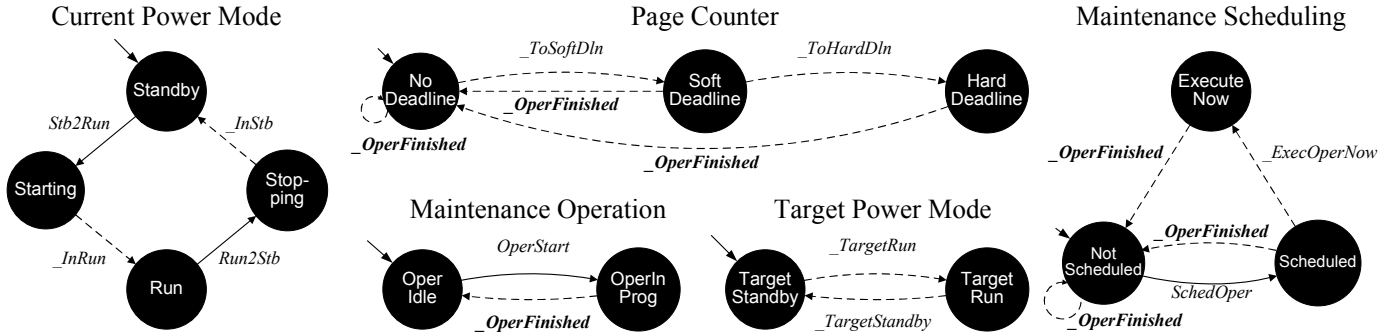 Current Power Mode
Standby
Stb2Run
_InStb
Starting
Stop-
ping
_InRun
Run2Stb
Run
Page Counter
_ToSoftDln
_ToHardDln
No
Deadline
Soft
Deadline
Hard
Deadline
_OperFinished
_OperFinished
_OperFinished
Maintenance Operation
OperStart
Oper
Idle
OperIn
Prog
_OperFinished
Target Power Mode
_TargetRun
Target
Standby
Target
Run
_TargetStandby
Maintenance Scheduling
Execute
Now
_OperFinished
_ExecOperNow
_OperFinished
Not
Scheduled
Scheduled
SchedOper
_OperFinished